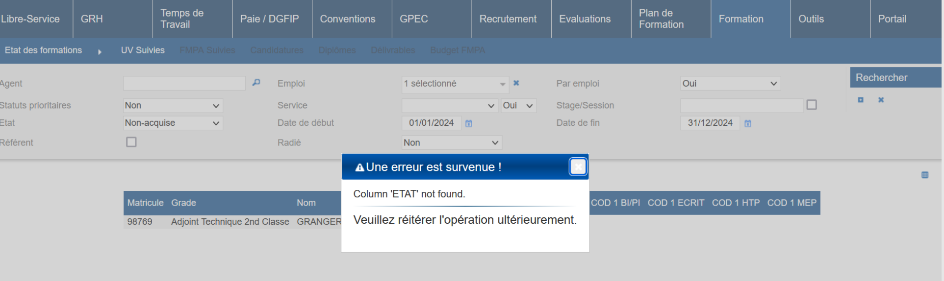 Libre-Service GRH Temps de Travail Paie / DGFIP Conventions GPEC Recrutement Evaluations Plan de Formation Formation Outils Portail
Etat des formations UV Suivies FMPA Suivies Candidatures Diplômes Décorative Budget FMPA
Agent Emploi 1 sélectionné Par emploi Oui
Rechercher
Statuts prioritaires Non Service Oui Stage/Session
Etat Non-acquise Date de début 01/01/2024 Date de fin 31/12/2024
Référent Radié Non
Une erreur est survenue !
Column 'ETAT' not found.
Veuillez réitérer l'opération ultérieurement.
Matricule Grade Nom COD 1 BI/PI COD 1 ECRIT COD 1 HTP COD 1 MEP
98769 Adjoint Technique 2nd Classe GRANGER